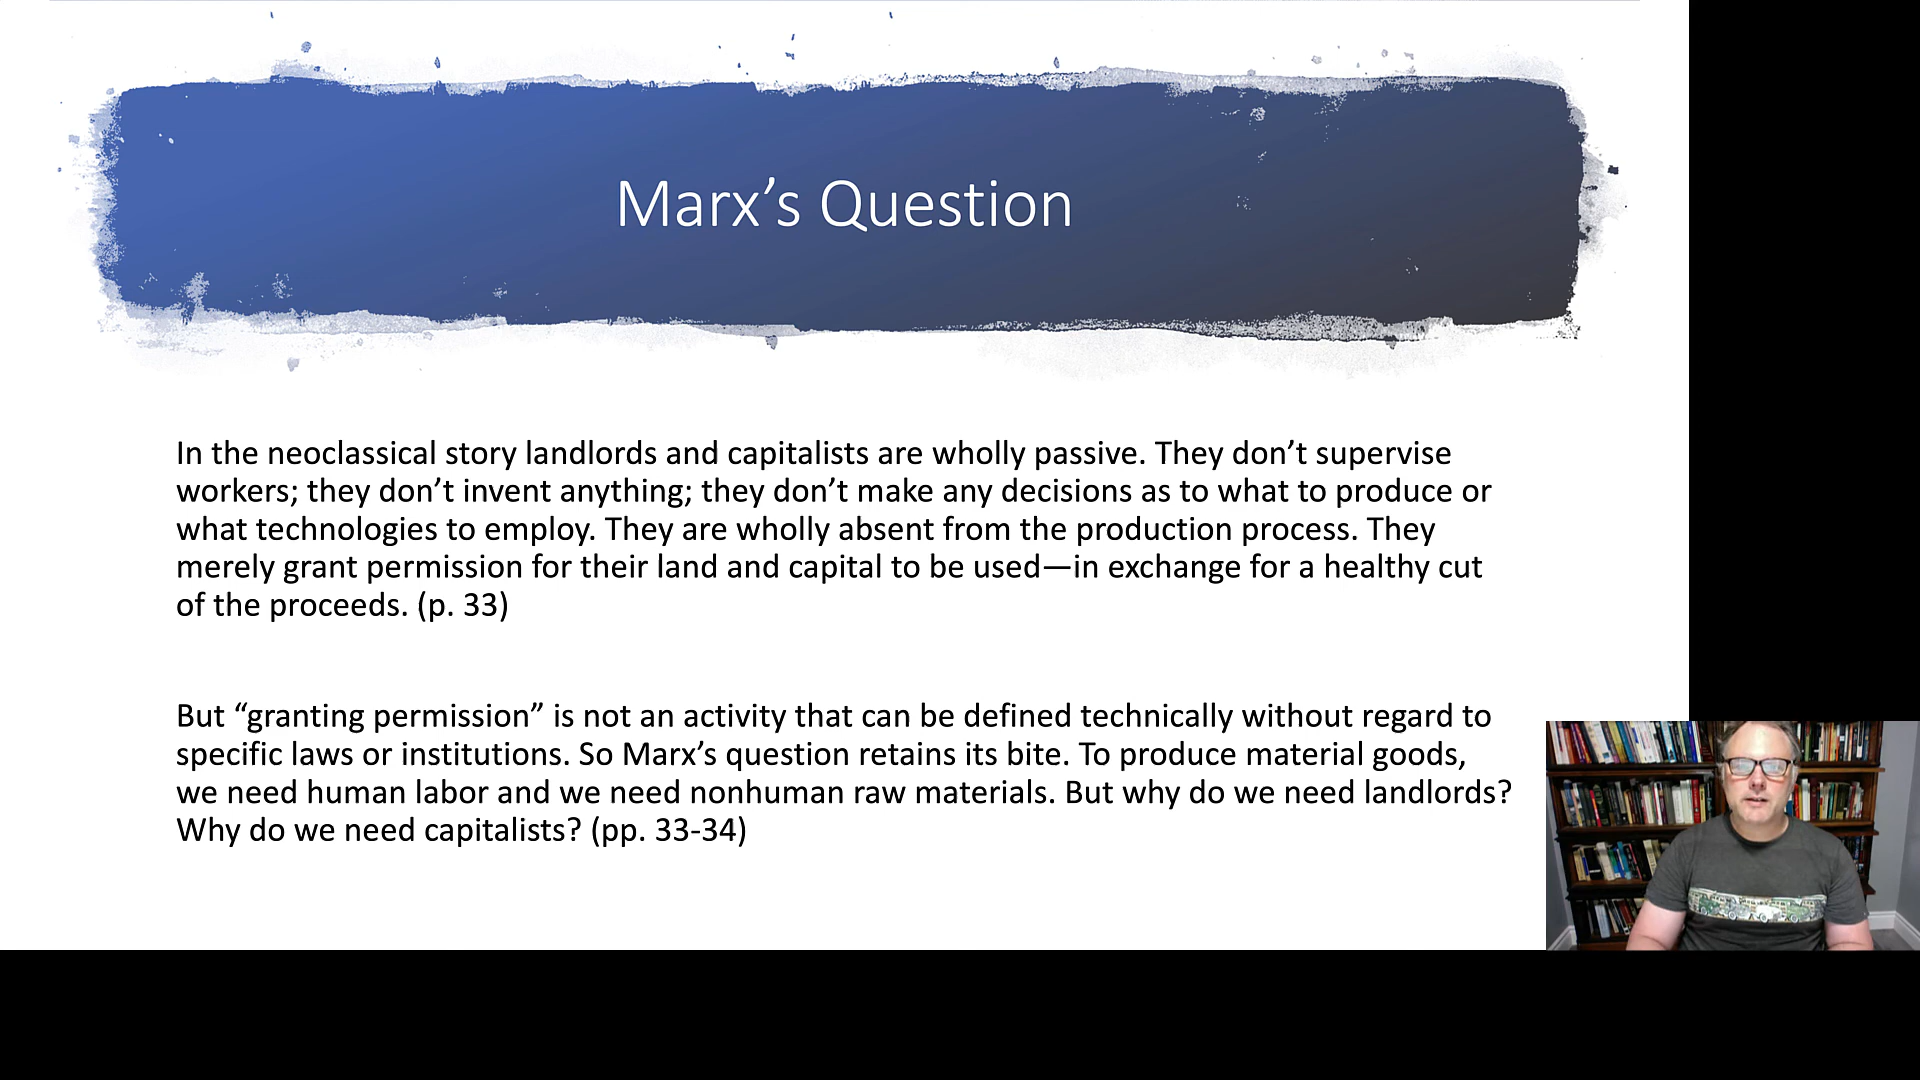 Marx’s Question
In the neoclassical story landlords and capitalists are wholly passive. They don’t supervise
workers; they don’t invent anything; they don’t make any decisions as to what to produce or
what technologies to employ. They are wholly absent from the production process. They
merely grant permission for their land and capital to be used—in exchange for a healthy cut
of the proceeds. (p. 33)
But “granting permission” is not an activity that can be defined technically without regard to
specific laws or institutions. So Marx’s question retains its bite. To produce material goods,
we need human labor and we need nonhuman raw materials. But why do we need landlords?
Why do we need capitalists? (pp. 33-34)